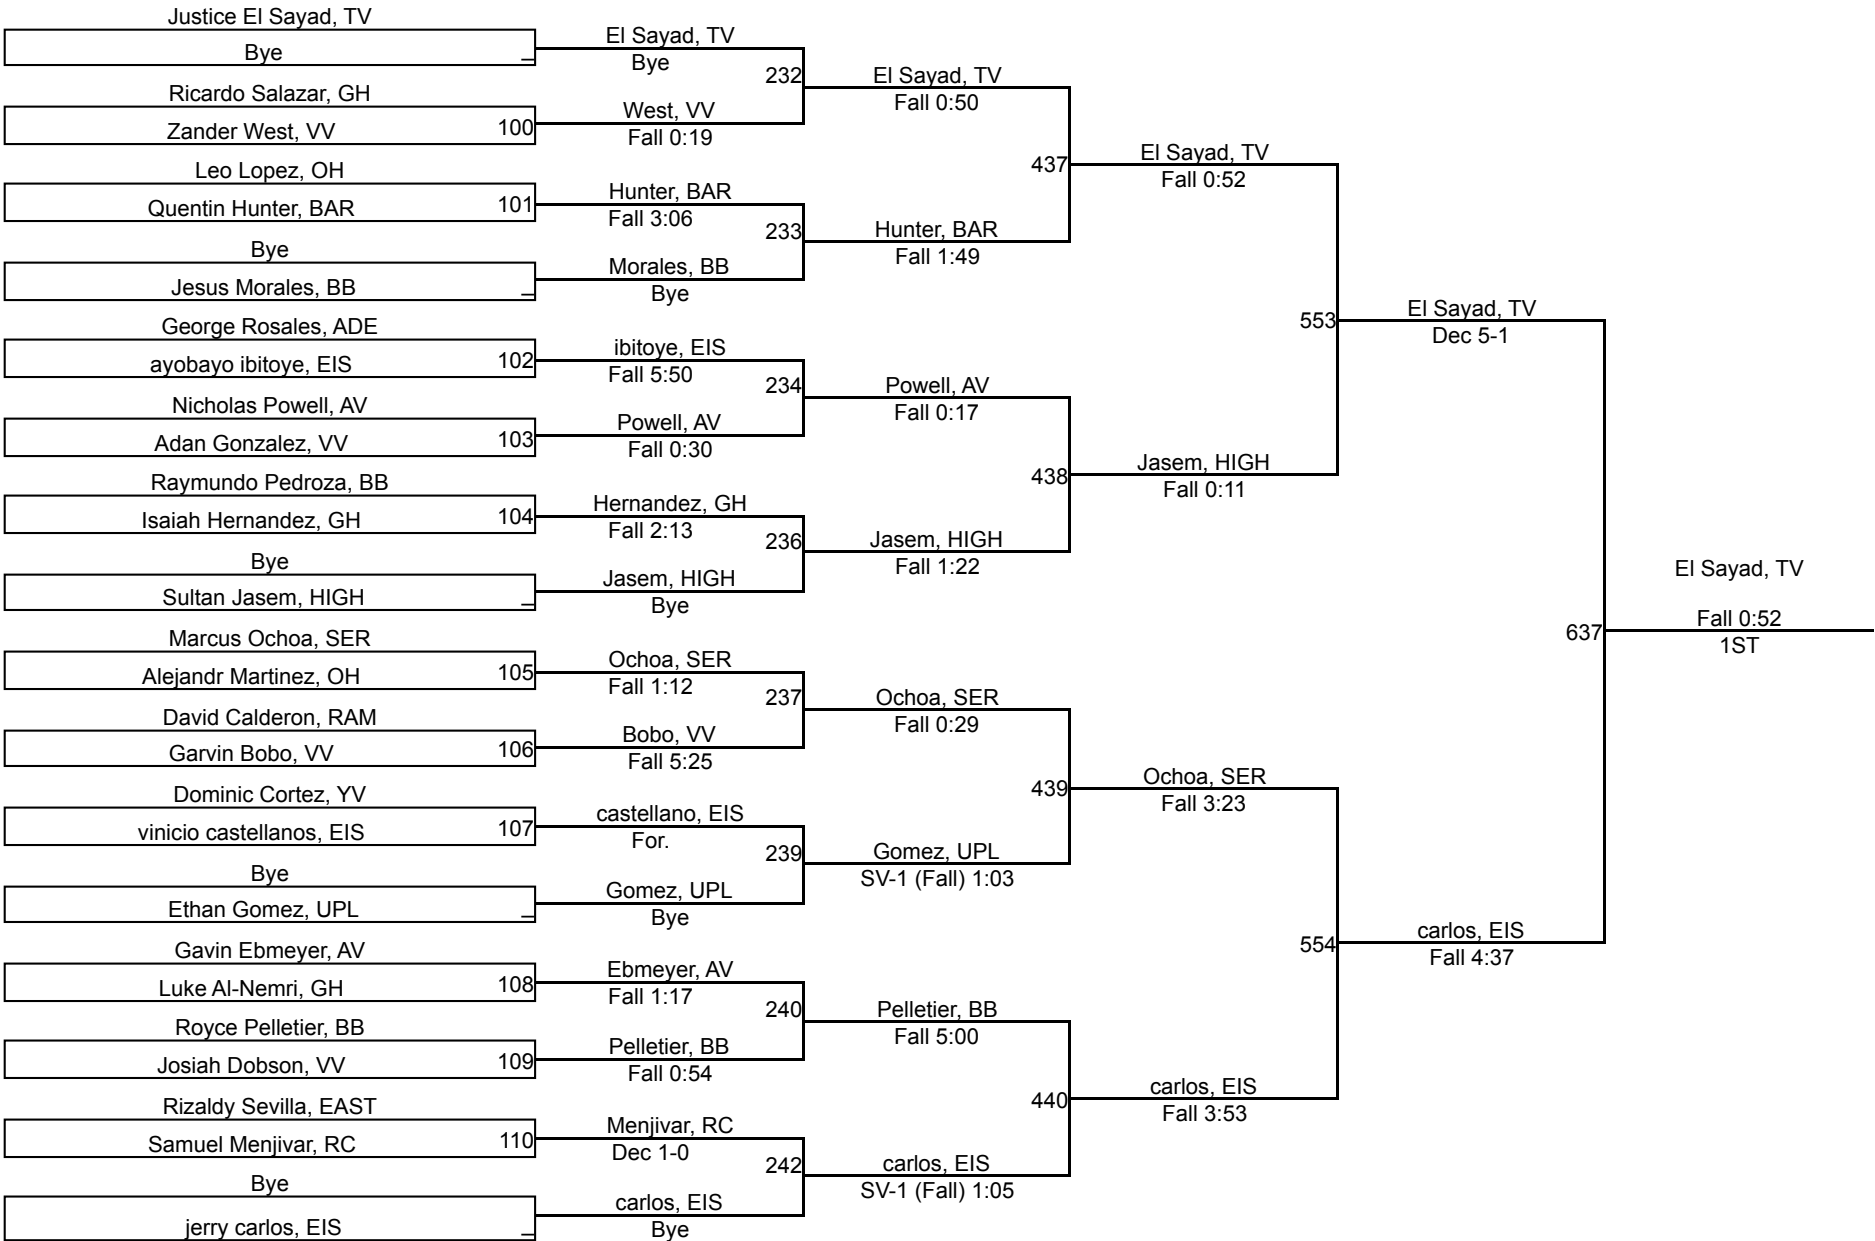 Justice El Sayad, TV
Bye
Ricardo Salazar, GH
Zander West, VV 100
Leo Lopez, OH
Quentin Hunter, BAR 101
Bye
Jesus Morales, BB
George Rosales, ADE
ayobayo ibitoye, EIS 102
Nicholas Powell, AV
Adan Gonzalez, VV 103
Raymundo Pedroza, BB
Isaiah Hernandez, GH 104
Bye
Sultan Jasem, HIGH
Marcus Ochoa, SER
Alejandr Martinez, OH 105
David Calderon, RAM
Garvin Bobo, VV 106
Dominic Cortez, YV
vinicio castellanos, EIS 107
Bye
Ethan Gomez, UPL
Gavin Ebmeyer, AV
Luke Al-Nemri, GH 108
Royce Pelletier, BB
Josiah Dobson, VV 109
Rizaldy Sevilla, EAST
Samuel Menjivar, RC 110
Bye
jerry carlos, EIS
El Sayad, TV
Bye
232
West, VV
Fall 0:19
Hunter, BAR
Fall 3:06
233
Morales, BB
Bye
ibitoye, EIS
Fall 5:50
234
Powell, AV
Fall 0:30
Hernandez, GH
Fall 2:13
236
Jasem, HIGH
Bye
Ochoa, SER
Fall 1:12
237
Bobo, VV
Fall 5:25
castellano, EIS
For.
239
Gomez, UPL
Bye
Ebmeyer, AV
Fall 1:17
240
Pelletier, BB
Fall 0:54
Menjivar, RC
Dec 1-0
242
carlos, EIS
Bye
El Sayad, TV
Fall 0:50
437
Hunter, BAR
Fall 1:49
Powell, AV
Fall 0:17
438
Jasem, HIGH
Fall 1:22
Ochoa, SER
Fall 0:29
439
Gomez, UPL
SV-1 (Fall) 1:03
Pelletier, BB
Fall 5:00
440
carlos, EIS
SV-1 (Fall) 1:05
El Sayad, TV
Fall 0:52
553
Jasem, HIGH
Fall 0:11
Ochoa, SER
Fall 3:23
554
carlos, EIS
Fall 3:53
El Sayad, TV
Dec 5-1
637
carlos, EIS
Fall 4:37
El Sayad, TV
Fall 0:52
1ST